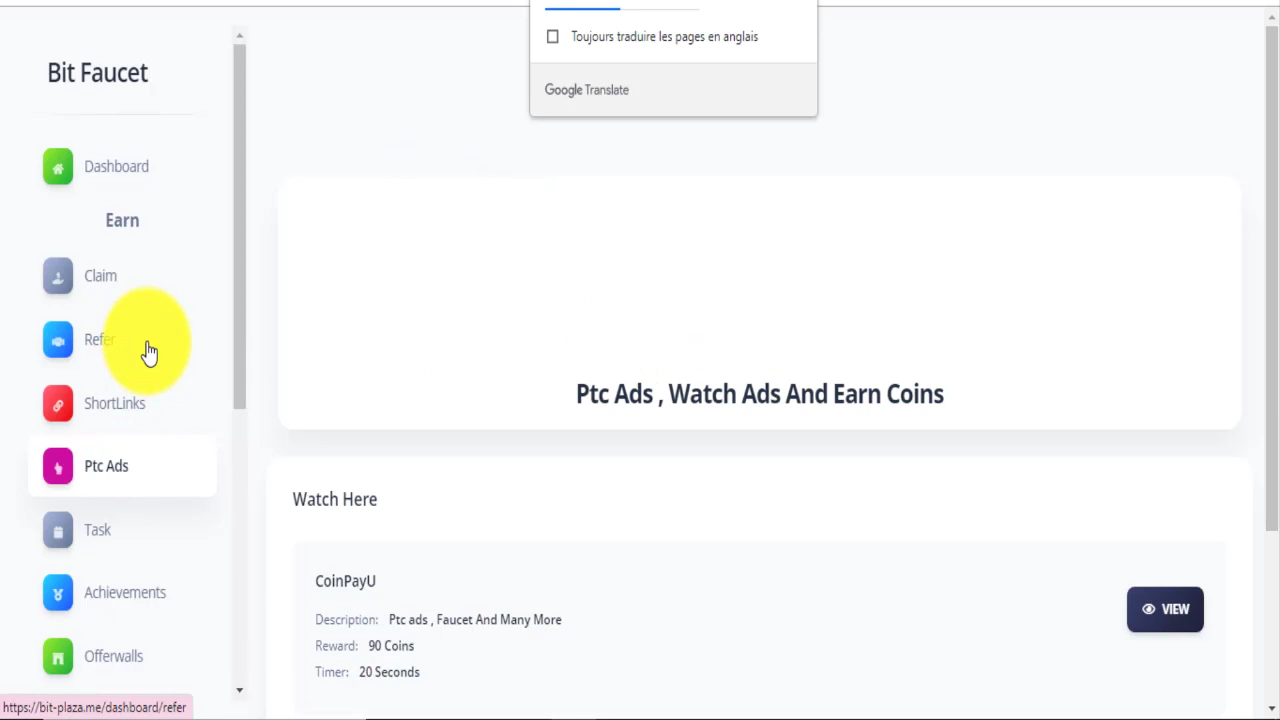 Toujours traduire les pages en anglais
Google Translate
Bit Faucet
Dashboard
Earn
Claim
Refer
ShortLinks
Ptc Ads
Task
Achievements
Offerwalls
Ptc Ads , Watch Ads And Earn Coins
Watch Here
CoinPayU
Description: Ptc ads , Faucet And Many More
Reward: 90 Coins
Timer: 20 Seconds
VIEW
https://bit-plaza.me/dashboard/refer